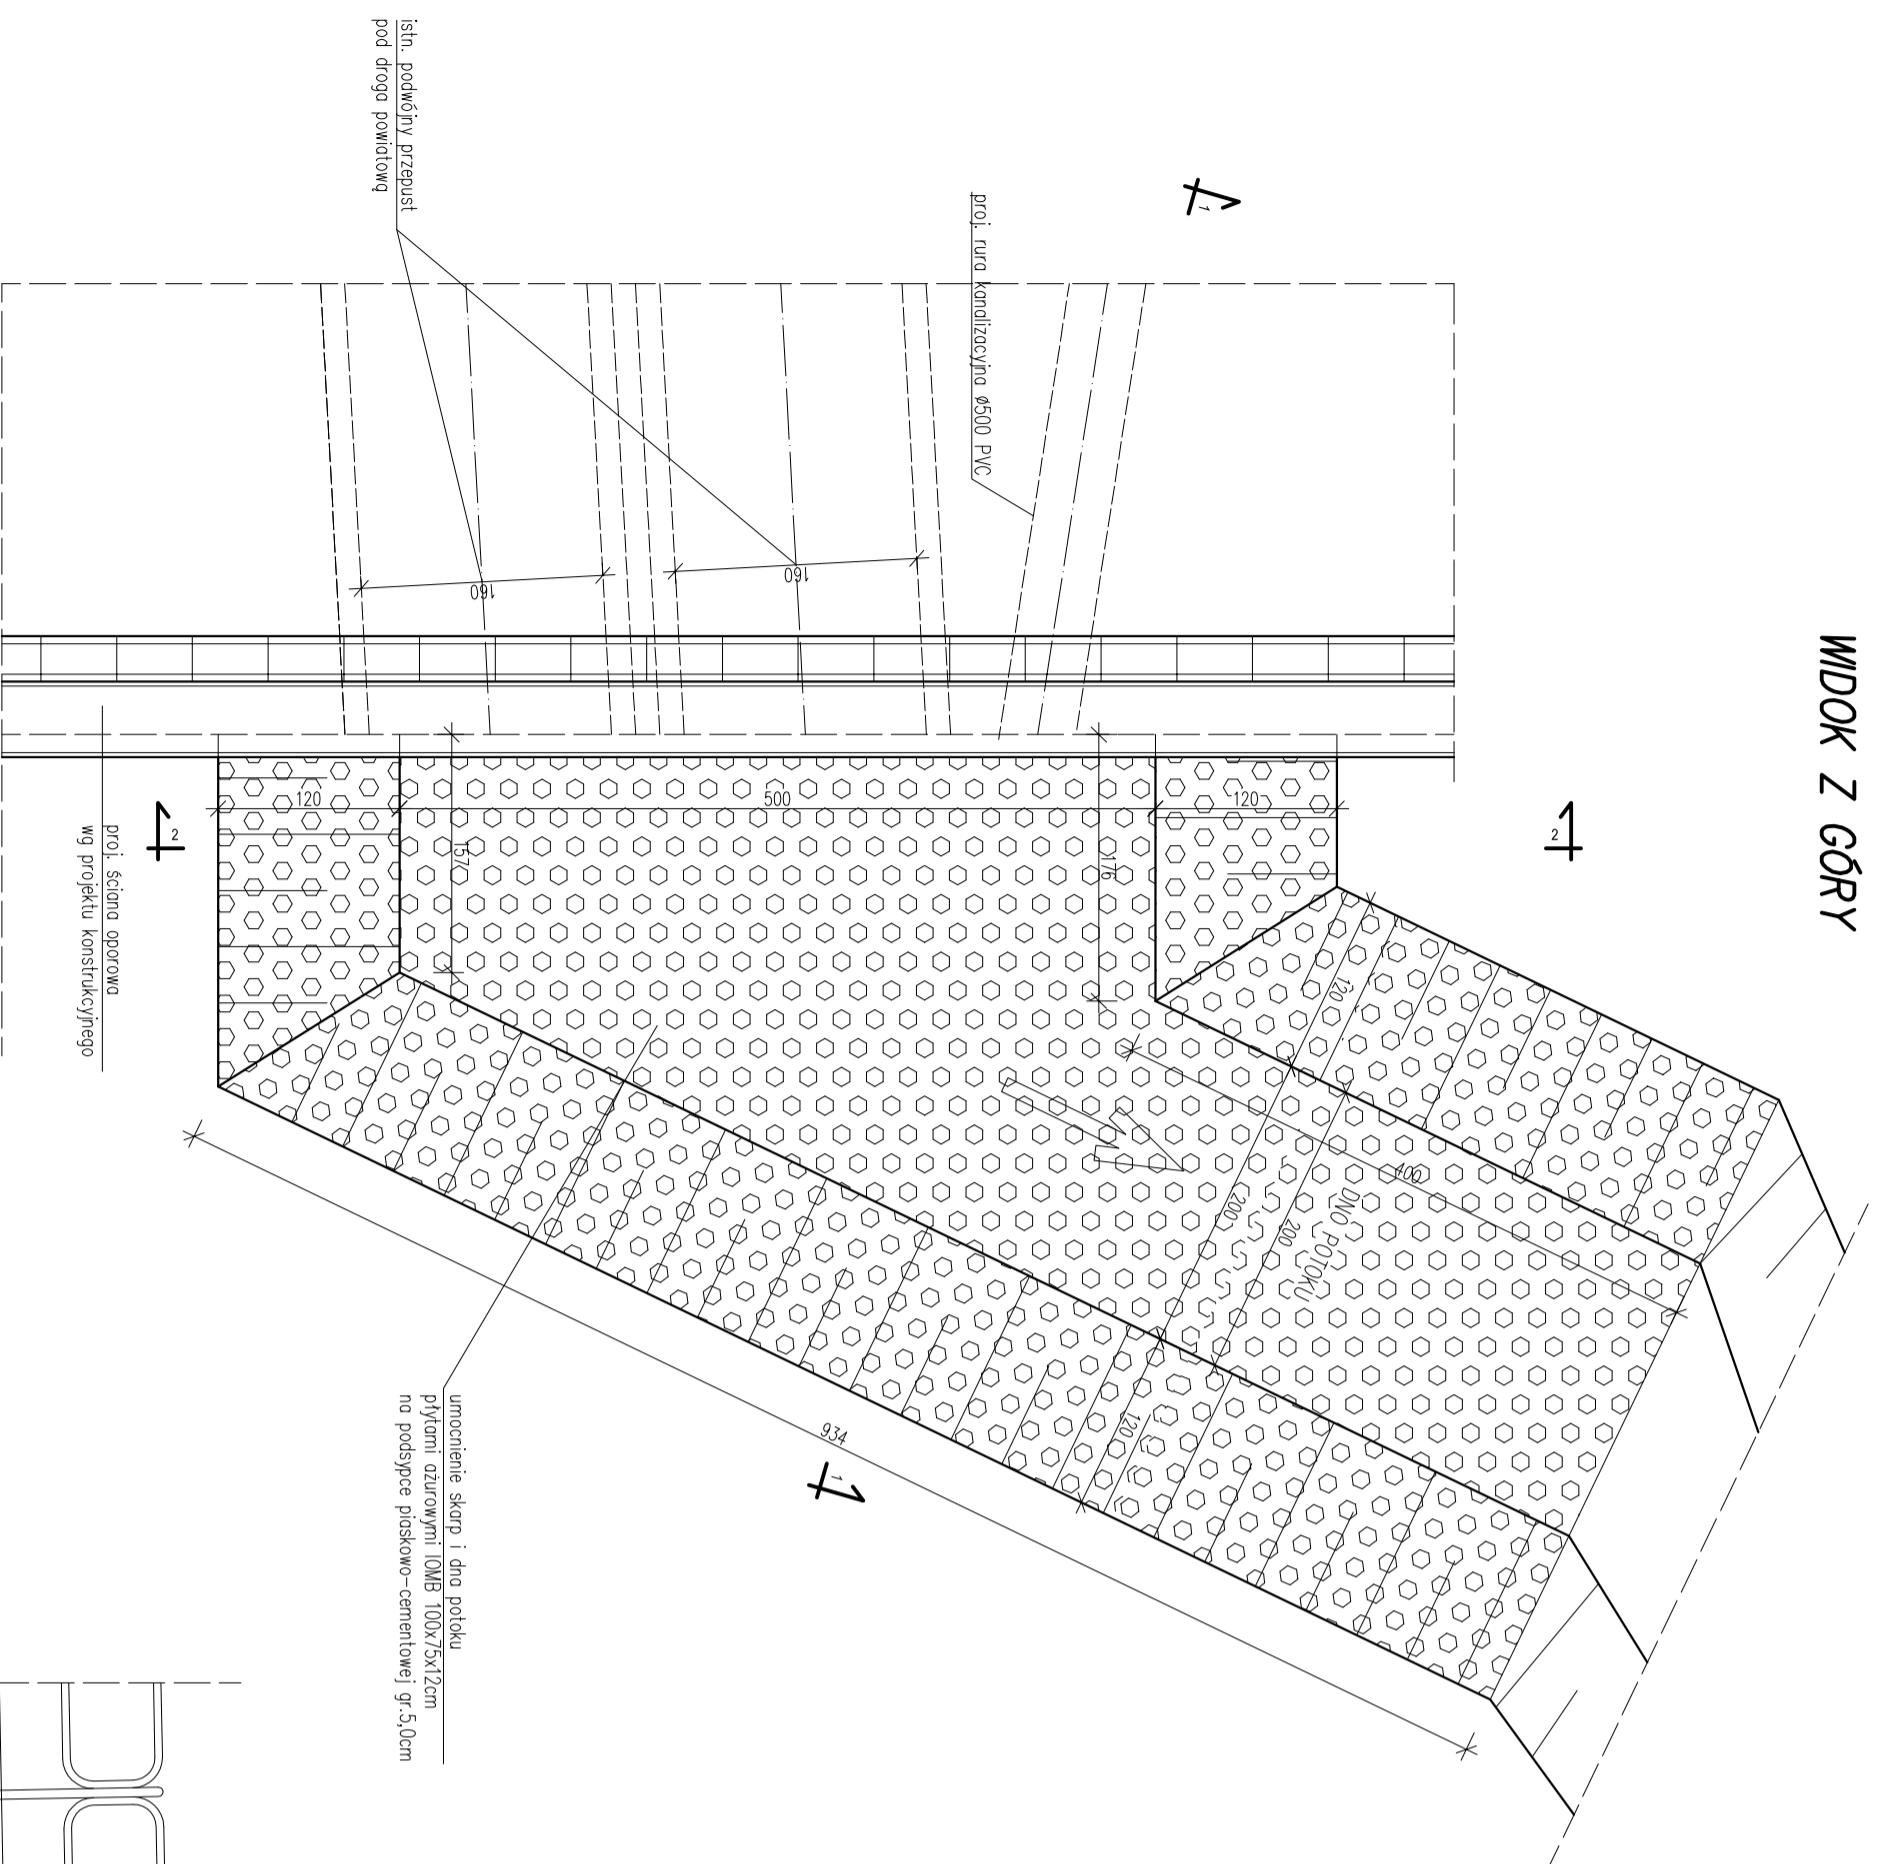 WIDOK Z GÓRY
istn. podwójny przepust
pod droga powiatową
proj. rura kanalizacyjna ø500 PVC
1
160
160
2
2
120
500
120
157
176
proj. ściana oporowa
wg projektu konstrukcyjnego
120
400
DNO POTOKU
200
200
120
934
1
umocnienie skarp i dna potoku
płytami ażurowymi IOMB 100x75x12cm
na podsypce piaskowo-cementowej gr.5,0cm